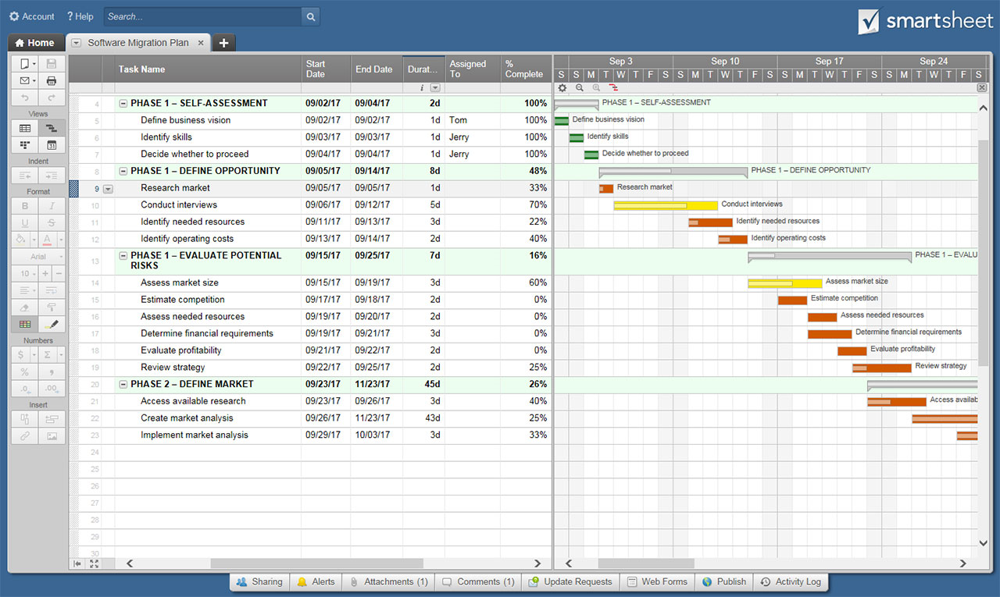 Account ? Help Search...
smartsheet
Home Software Migration Plan × +
Task Name Start Date End Date Durat... Assigned To % Complete
Sep 3 Sep 10 Sep 17 Sep 24
S S M T W T F S S M T W T F S S M T W T F S S M T W T F S
i
4 PHASE 1 – SELF-ASSESSMENT 09/02/17 09/04/17 2d 100% PHASE 1 – SELF-ASSESSMENT
5 Define business vision 09/02/17 09/02/17 1d Tom 100% Define business vision
6 Identify skills 09/03/17 09/03/17 1d Jerry 100% Identify skills
7 Decide whether to proceed 09/04/17 09/04/17 1d Jerry 100% Decide whether to proceed
8 PHASE 1 – DEFINE OPPORTUNITY 09/05/17 09/14/17 8d 48% PHASE 1 – DEFINE OPPORTUNITY
9 Research market 09/05/17 09/05/17 1d 33% Research market
10 Conduct interviews 09/06/17 09/12/17 5d 70% Conduct interviews
11 Identify needed resources 09/11/17 09/13/17 3d 22% Identify needed resources
12 Identify operating costs 09/13/17 09/14/17 2d 40% Identify operating costs
13 PHASE 1 – EVALUATE POTENTIAL RISKS 09/15/17 09/25/17 7d 16% PHASE 1 – EVALU
14 Assess market size 09/15/17 09/19/17 3d 60% Assess market size
15 Estimate competition 09/17/17 09/18/17 2d 0% Estimate competition
16 Assess needed resources 09/19/17 09/20/17 2d 0% Assess needed resources
17 Determine financial requirements 09/19/17 09/21/17 3d 0% Determine financial requirements
18 Evaluate profitability 09/21/17 09/22/17 2d 0% Evaluate profitability
19 Review strategy 09/22/17 09/25/17 2d 25% Review strategy
20 PHASE 2 – DEFINE MARKET 09/23/17 11/23/17 45d 26%
21 Access available research 09/23/17 09/26/17 3d 40% Access availab
22 Create market analysis 09/26/17 11/23/17 43d 25%
23 Implement market analysis 09/29/17 10/03/17 3d 33%
24
25
26
27
28
29
30
Views
31
Indent
Format
B I
U S
A
Arial
10 + −
Numbers
$ Σ
% ,
.0 .00
Insert
Sharing Alerts Attachments (1) Comments (1) Update Requests Web Forms Publish Activity Log